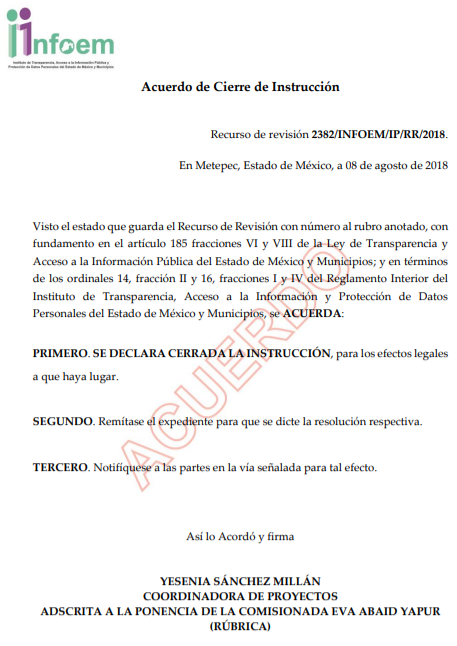 infoem
Instituto de Transparencia, Acceso a la Información Pública y
Protección de Datos Personales del Estado de México y Municipios
Acuerdo de Cierre de Instrucción
Recurso de revisión 2382/INFOEM/IP/RR/2018.
En Metepec, Estado de México, a 08 de agosto de 2018
Visto el estado que guarda el Recurso de Revisión con número al rubro anotado, con
fundamento en el artículo 185 fracciones VI y VIII de la Ley de Transparencia y
Acceso a la Información Pública del Estado de México y Municipios; y en términos
de los ordinales 14, fracción II y 16, fracciones I y IV del Reglamento Interior del
Instituto de Transparencia, Acceso a la Información y Protección de Datos
Personales del Estado de México y Municipios, se ACUERDA:
PRIMERO. SE DECLARA CERRADA LA INSTRUCCIÓN, para los efectos legales
a que haya lugar.
SEGUNDO. Remítase el expediente para que se dicte la resolución respectiva.
TERCERO. Notifíquese a las partes en la vía señalada para tal efecto.
ACUERDO
Así lo Acordó y firma
YESENIA SÁNCHEZ MILLÁN
COORDINADORA DE PROYECTOS
ADSCRITA A LA PONENCIA DE LA COMISIONADA EVA ABAID YAPUR
(RÚBRICA)